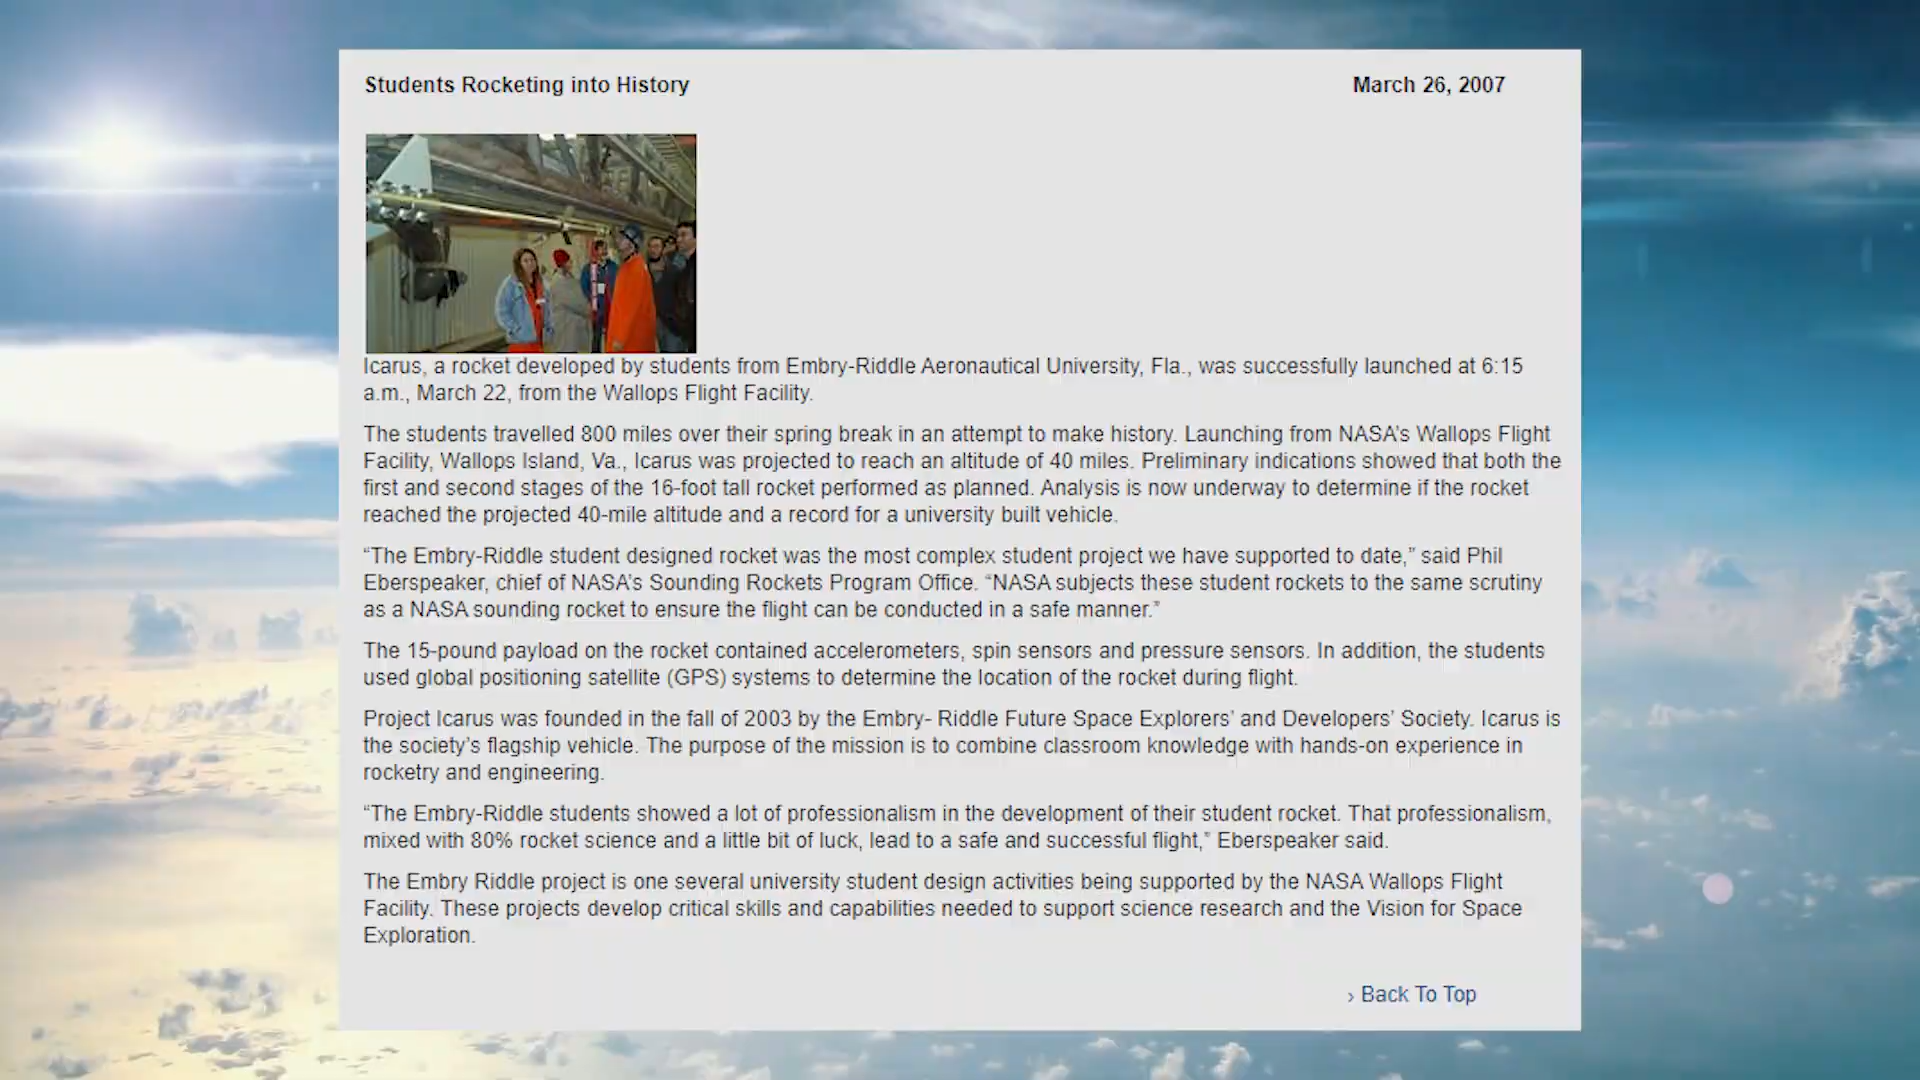 Students Rocketing into History March 26, 2007
Icarus, a rocket developed by students from Embry-Riddle Aeronautical University, Fla., was successfully launched at 6:15
a.m., March 22, from the Wallops Flight Facility.
The students travelled 800 miles over their spring break in an attempt to make history. Launching from NASA's Wallops Flight
Facility, Wallops Island, Va., Icarus was projected to reach an altitude of 40 miles. Preliminary indications showed that both the
first and second stages of the 16-foot tall rocket performed as planned. Analysis is now underway to determine if the rocket
reached the projected 40-mile altitude and a record for a university built vehicle.
“The Embry-Riddle student designed rocket was the most complex student project we have supported to date,” said Phil
Eberspeaker, chief of NASA's Sounding Rockets Program Office. “NASA subjects these student rockets to the same scrutiny
as a NASA sounding rocket to ensure the flight can be conducted in a safe manner.”
The 15-pound payload on the rocket contained accelerometers, spin sensors and pressure sensors. In addition, the students
used global positioning satellite (GPS) systems to determine the location of the rocket during flight.
Project Icarus was founded in the fall of 2003 by the Embry- Riddle Future Space Explorers' and Developers' Society. Icarus is
the society's flagship vehicle. The purpose of the mission is to combine classroom knowledge with hands-on experience in
rocketry and engineering.
“The Embry-Riddle students showed a lot of professionalism in the development of their student rocket. That professionalism,
mixed with 80% rocket science and a little bit of luck, lead to a safe and successful flight,” Eberspeaker said.
The Embry Riddle project is one several university student design activities being supported by the NASA Wallops Flight
Facility. These projects develop critical skills and capabilities needed to support science research and the Vision for Space
Exploration.
› Back To Top